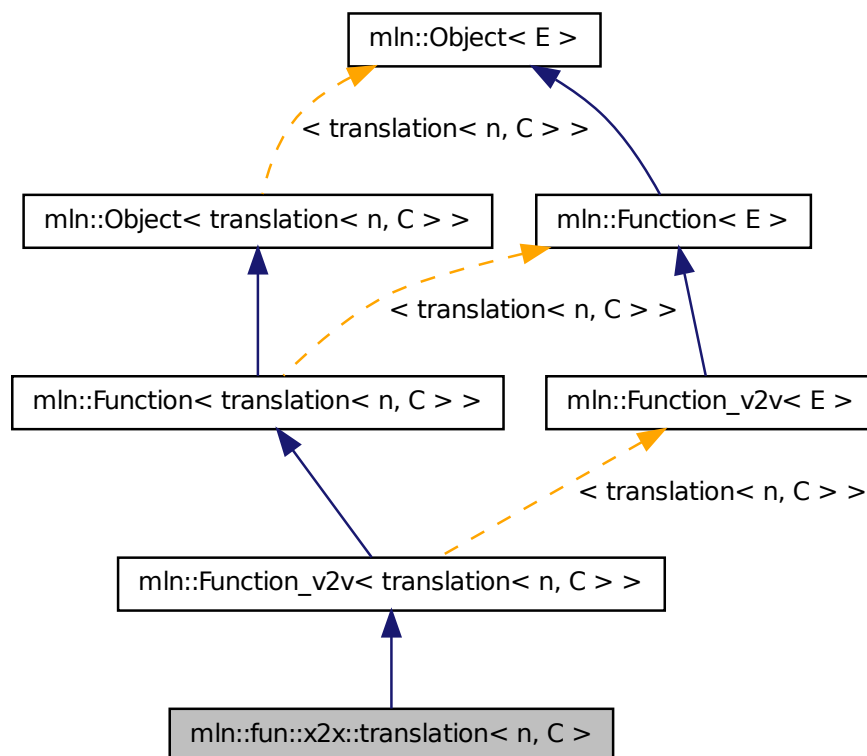 mln::Object< E >
< translation< n, C > >
mln::Object< translation< n, C > >
mln::Function< E >
< translation< n, C > >
mln::Function< translation< n, C > >
mln::Function_v2v< E >
< translation< n, C > >
mln::Function_v2v< translation< n, C > >
mln::fun::x2x::translation< n, C >